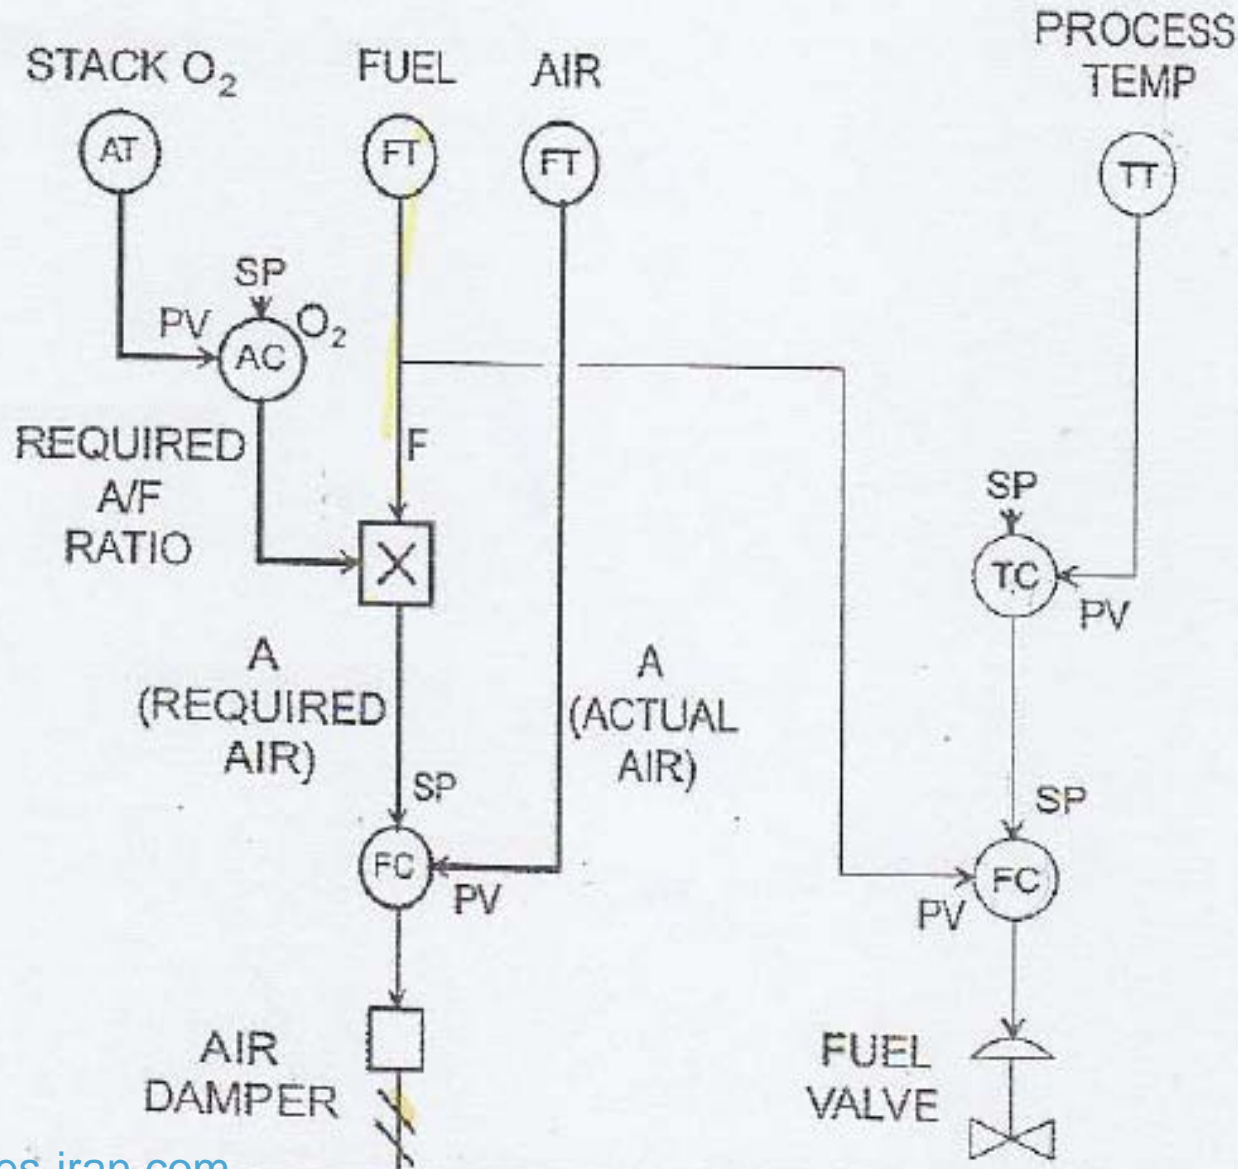 PROCESS
TEMP
STACK O₂
FUEL
AIR
AT
FT
FT
TT
SP
PV
O₂
AC
REQUIRED
A/F
RATIO
F
X
SP
TC
PV
A
(REQUIRED
AIR)
A
(ACTUAL
AIR)
SP
SP
FC
PV
FC
PV
AIR
DAMPER
FUEL
VALVE
es-iran.com